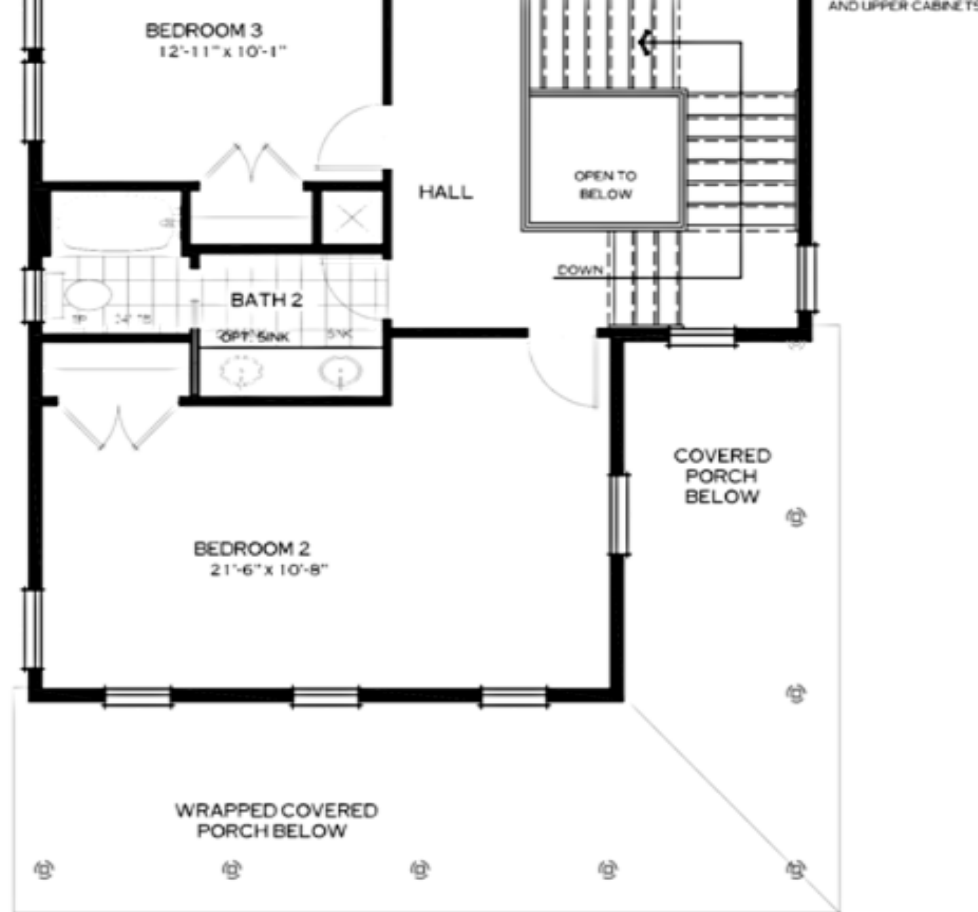 AND UPPER CABINETS
BEDROOM 3
12'-11" x 10'-1"
OPEN TO
BELOW
HALL
DOWN
BATH 2
OPT. SINK
SINK
COVERED
PORCH
BELOW
BEDROOM 2
21'-6" x 10'-8"
WRAPPED COVERED
PORCH BELOW